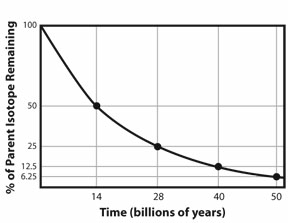 % of Parent Isotope Remaining
100
50
25
12.5
6.25
14 28 40 50
Time (billions of years)